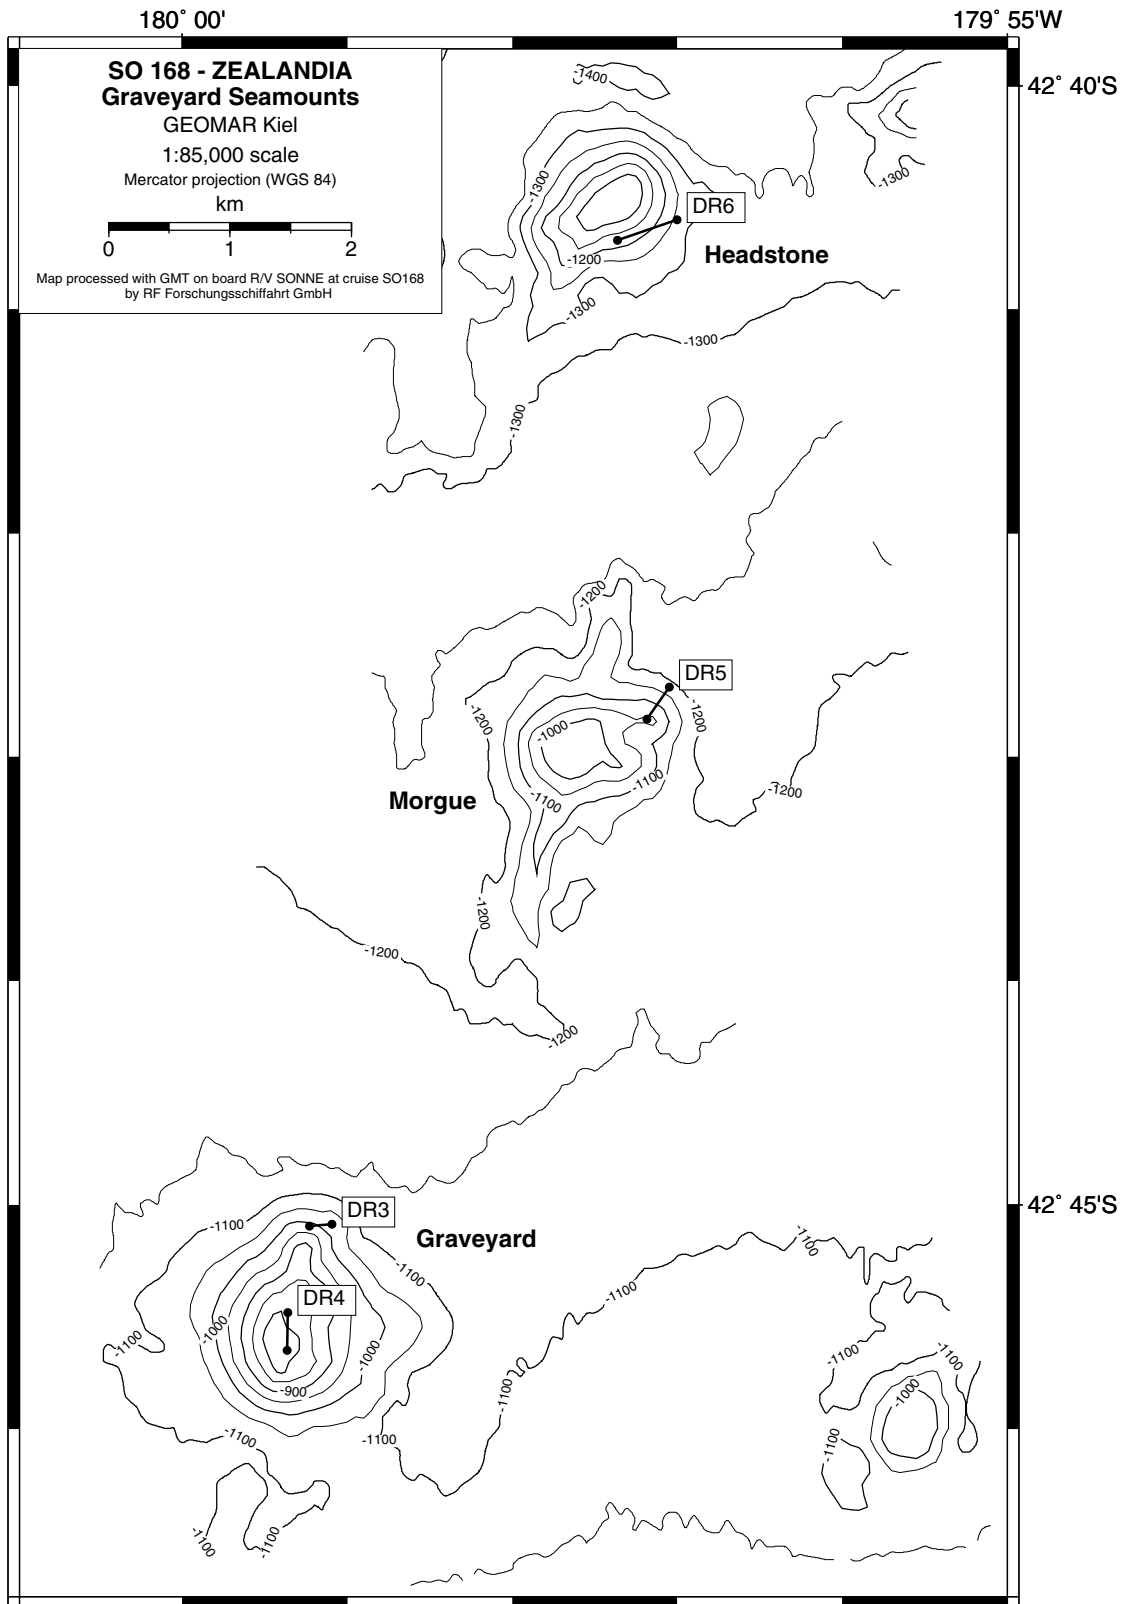 180° 00'
179° 55'W
SO 168 - ZEALANDIA
Graveyard Seamounts
GEOMAR Kiel
1:85,000 scale
Mercator projection (WGS 84)
km
0 1 2
Map processed with GMT on board R/V SONNE at cruise SO168
by RF Forschungsschiffahrt GmbH
-1400
42° 40'S
-1300
-1300
DR6
Headstone
-1200
-1300
-1300
-1300
-1200
DR5
-1200
-1200
-1000
-1100
-1200
Morgue
-1100
-1200
-1200
-1200
42° 45'S
DR3
-1100
Graveyard
-1100
-1100
-1100
DR4
-1000
-1100
-1000
-1100
-1100
-900
-1000
-1100
-1100
-1100
-1100
-1100
-1100